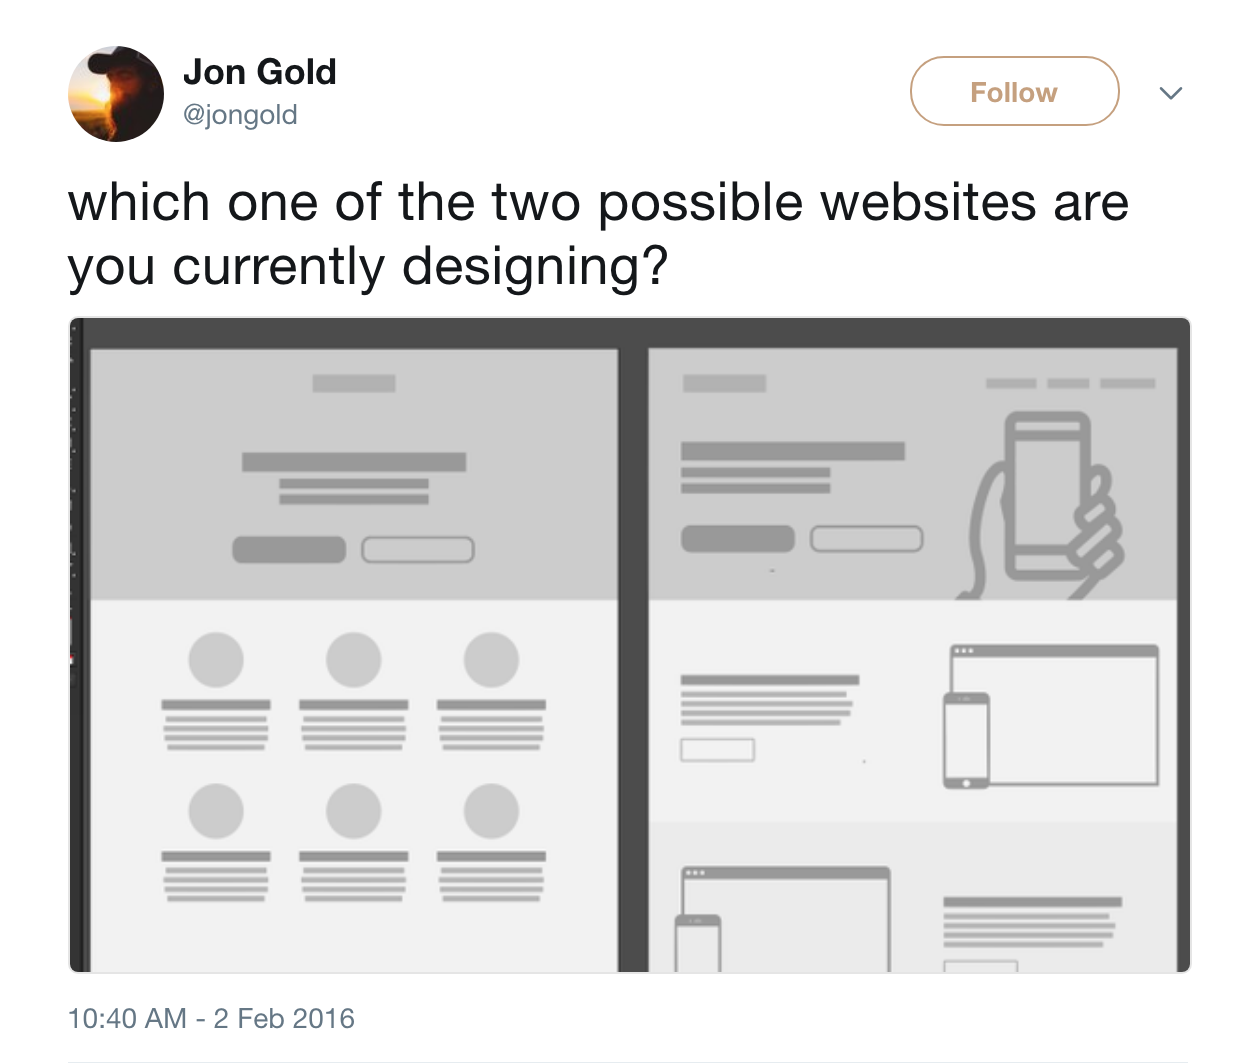 Jon Gold
@jongold
Follow
which one of the two possible websites are
you currently designing?
10:40 AM - 2 Feb 2016